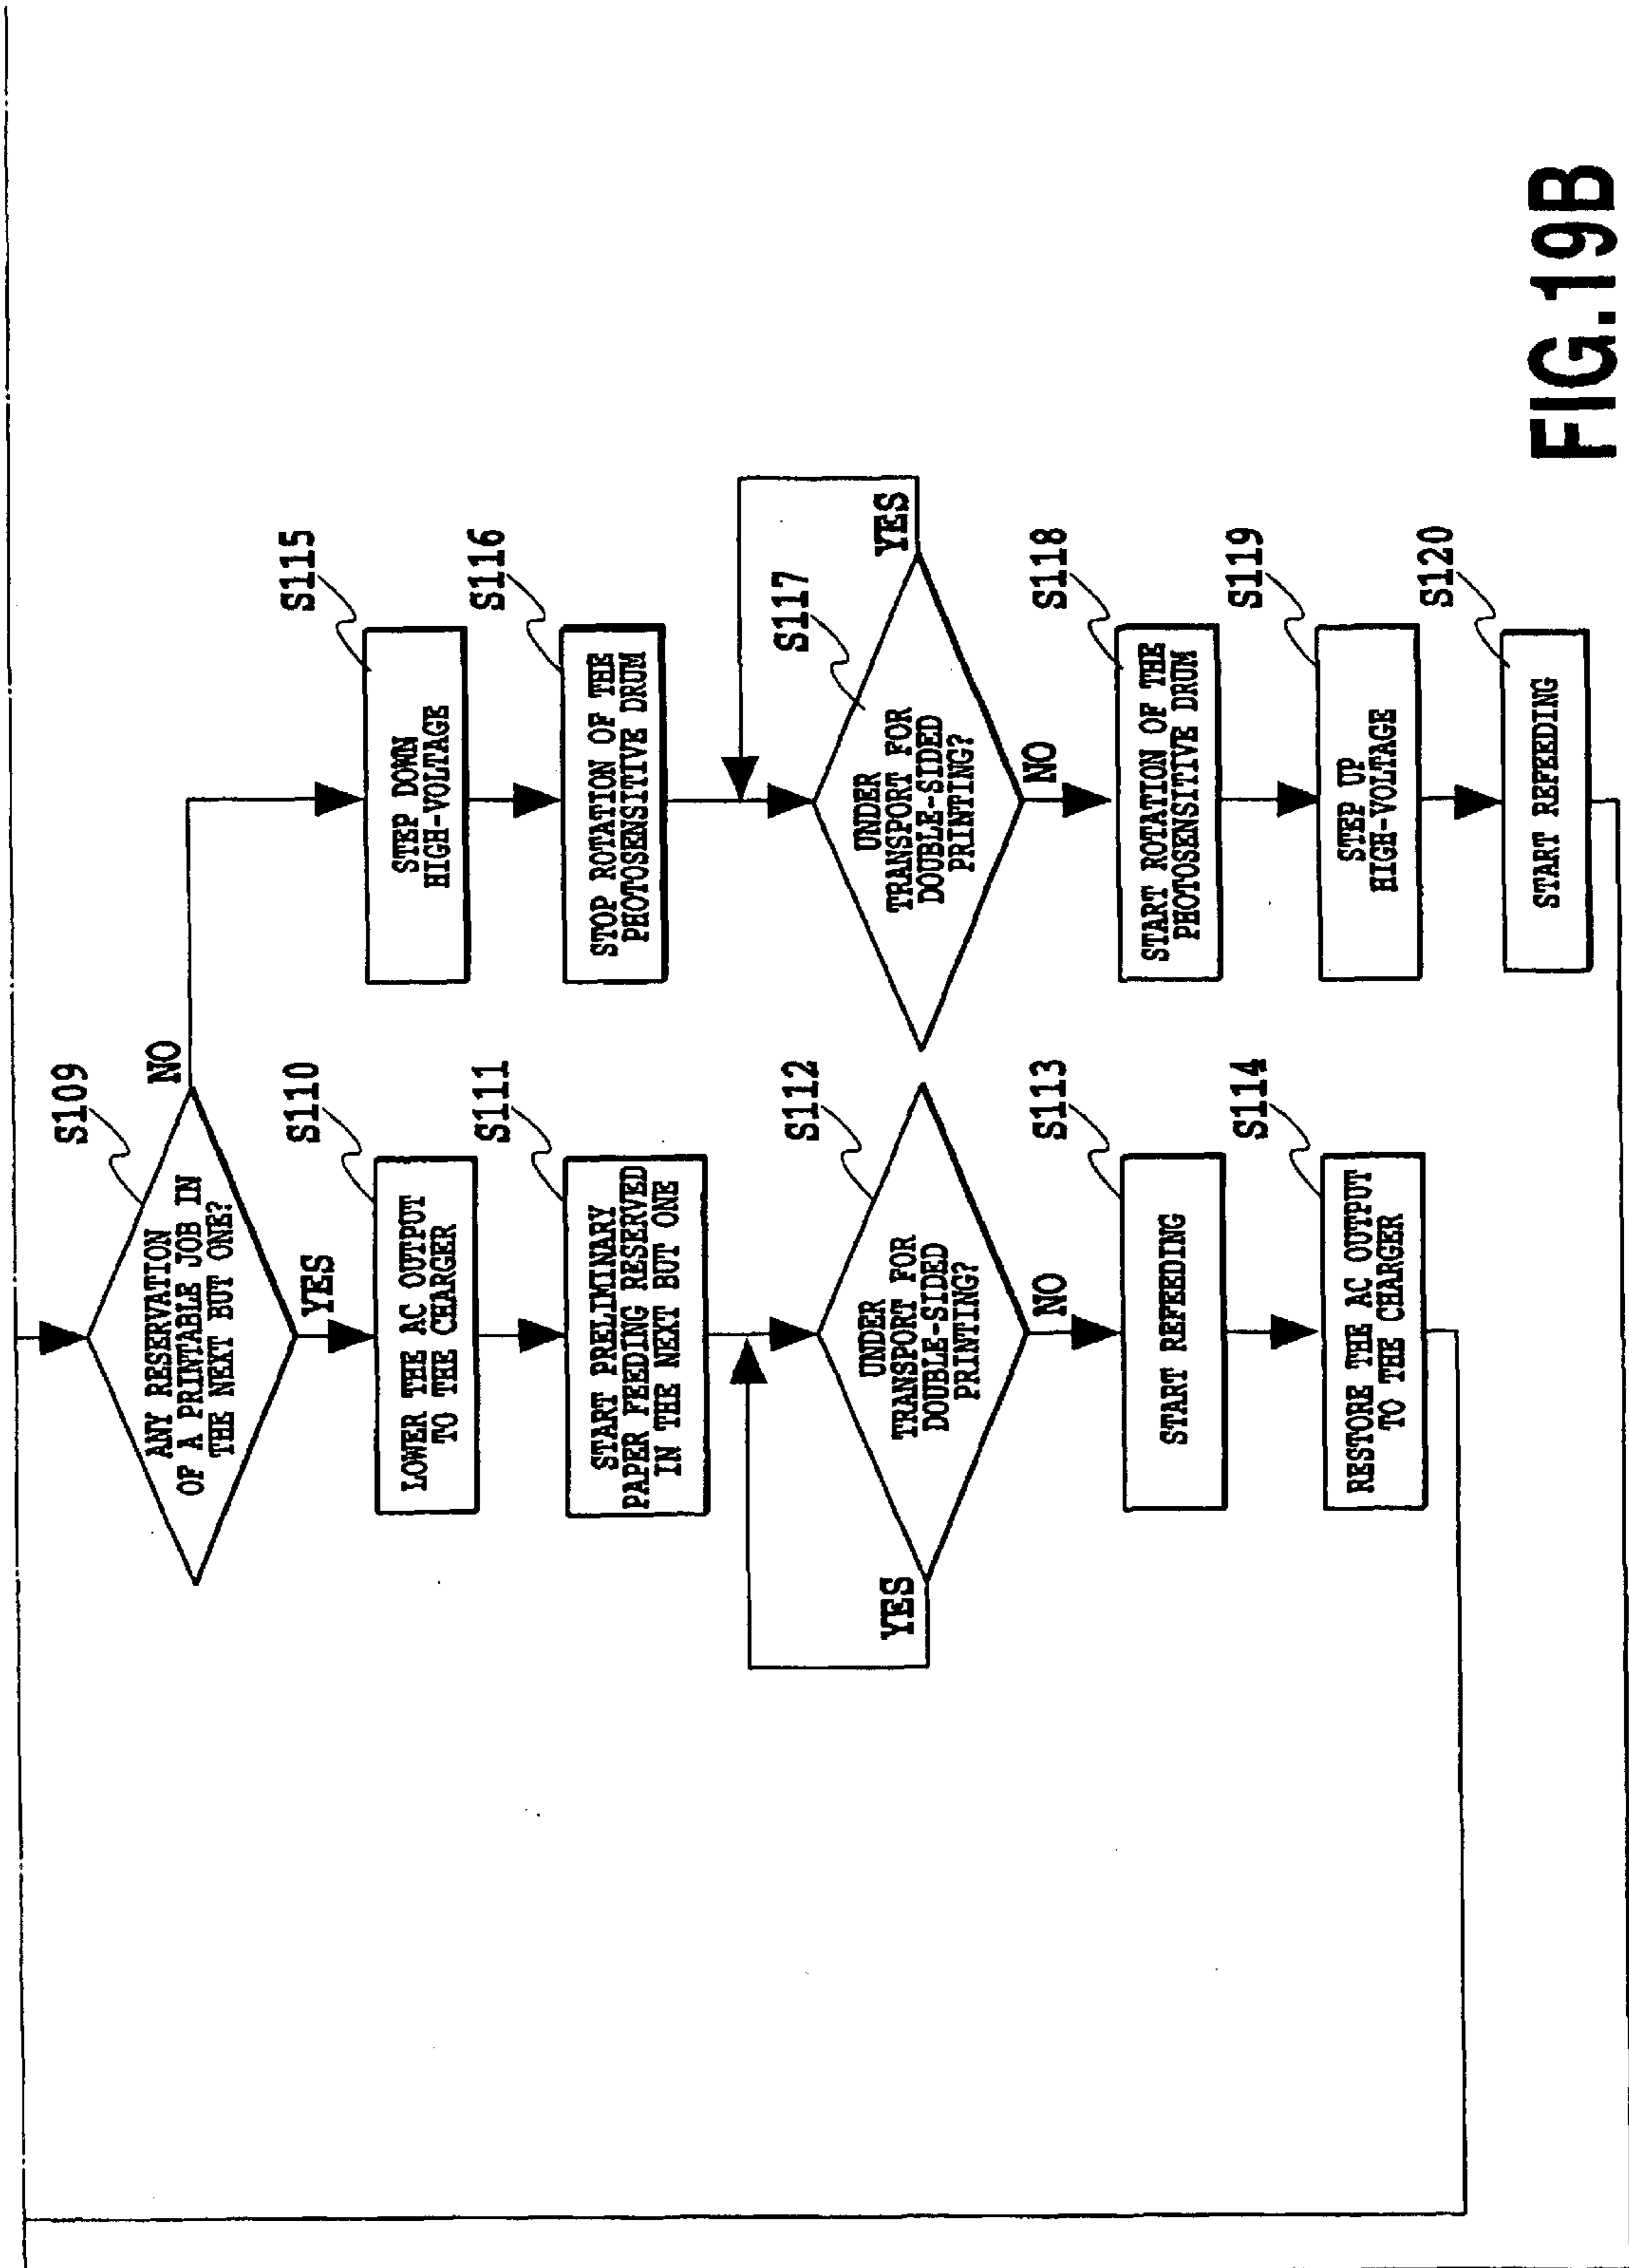 S109
ANY RESERVATION
OF A PRINTABLE JOB IN
THE NEXT BUT ONE?
NO
YES
S110
LOWER THE AC OUTPUT
TO THE CHARGER
S111
START PRELIMINARY
PAPER FEEDING RESERVED
IN THE NEXT BUT ONE
S112
UNDER
TRANSPORT FOR
DOUBLE-SIDED
PRINTING?
YES
NO
S113
START REFEEDING
S114
RESTORE THE AC OUTPUT
TO THE CHARGER
S115
STEP DOWN
HIGH-VOLTAGE
S116
STOP ROTATION OF THE
PHOTOSENSITIVE DRUM
S117
UNDER
TRANSPORT FOR
DOUBLE-SIDED
PRINTING?
YES
NO
S118
START ROTATION OF THE
PHOTOSENSITIVE DRUM
S119
STEP UP
HIGH-VOLTAGE
S120
START REFEEDING
FIG.19B